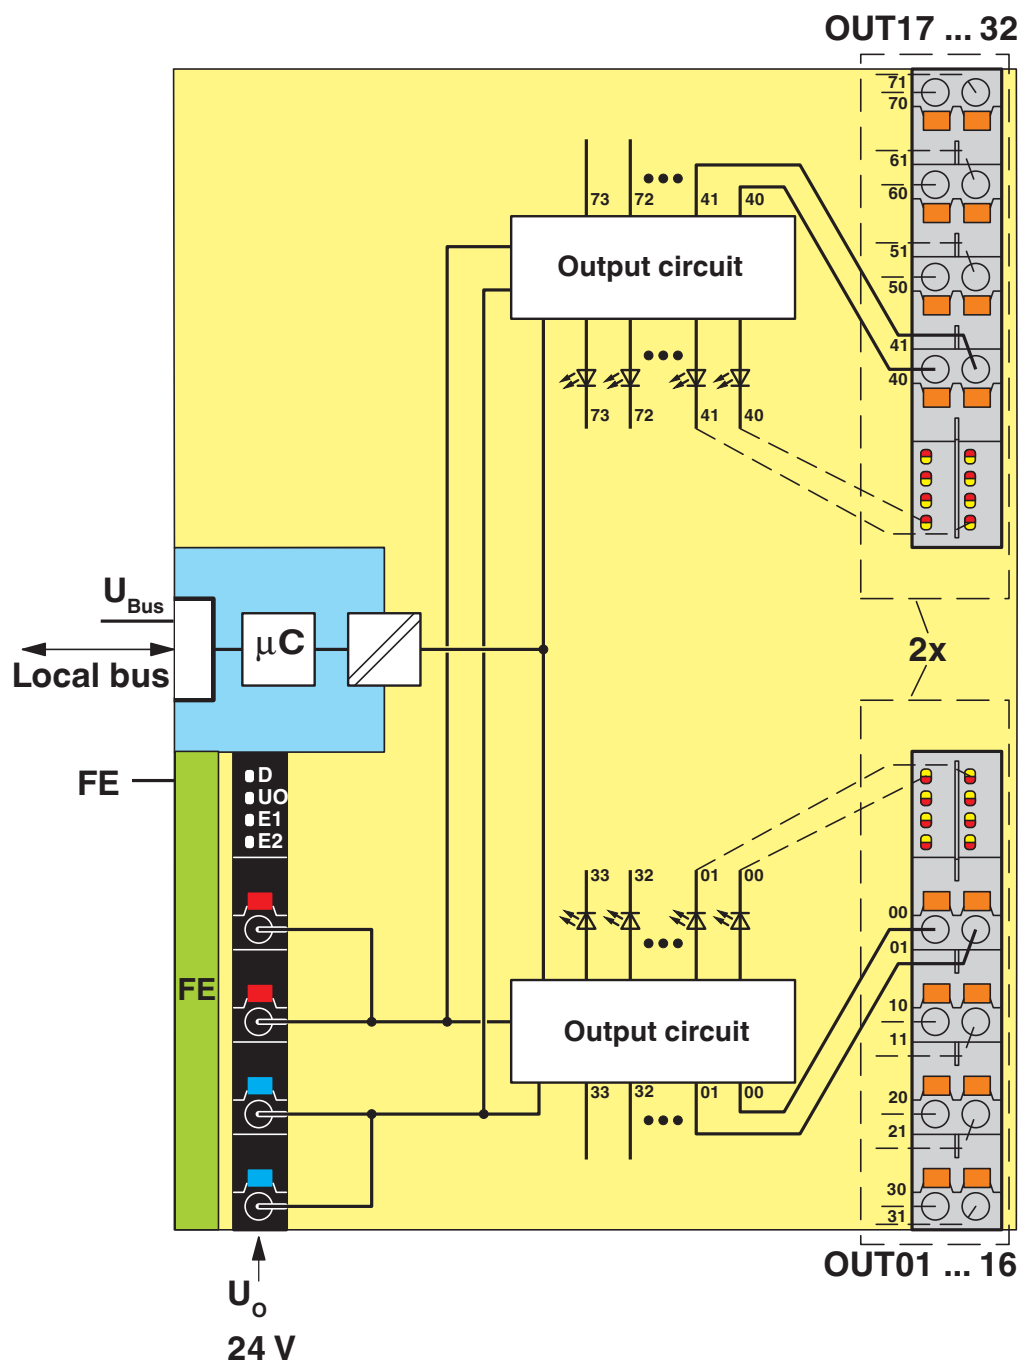 OUT17 ... 32
71
70
61
60
51
50
41
40
73 72 41 40
Output circuit
73 72 41 40
U Bus
Local bus
µC
2x
FE
D
UO
E1
E2
FE
33 32 01 00
Output circuit
33 32 01 00
00
01
10
11
20
21
30
31
OUT01 ... 16
U O
24 V